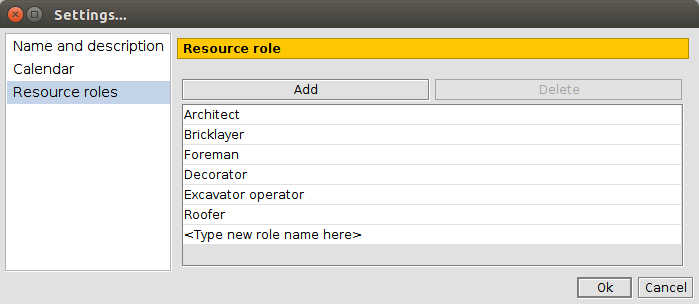 Settings...
Name and description
Calendar
Resource roles
Resource role
Add
Delete
Architect
Bricklayer
Foreman
Decorator
Excavator operator
Roofer
<Type new role name here>
Ok
Cancel